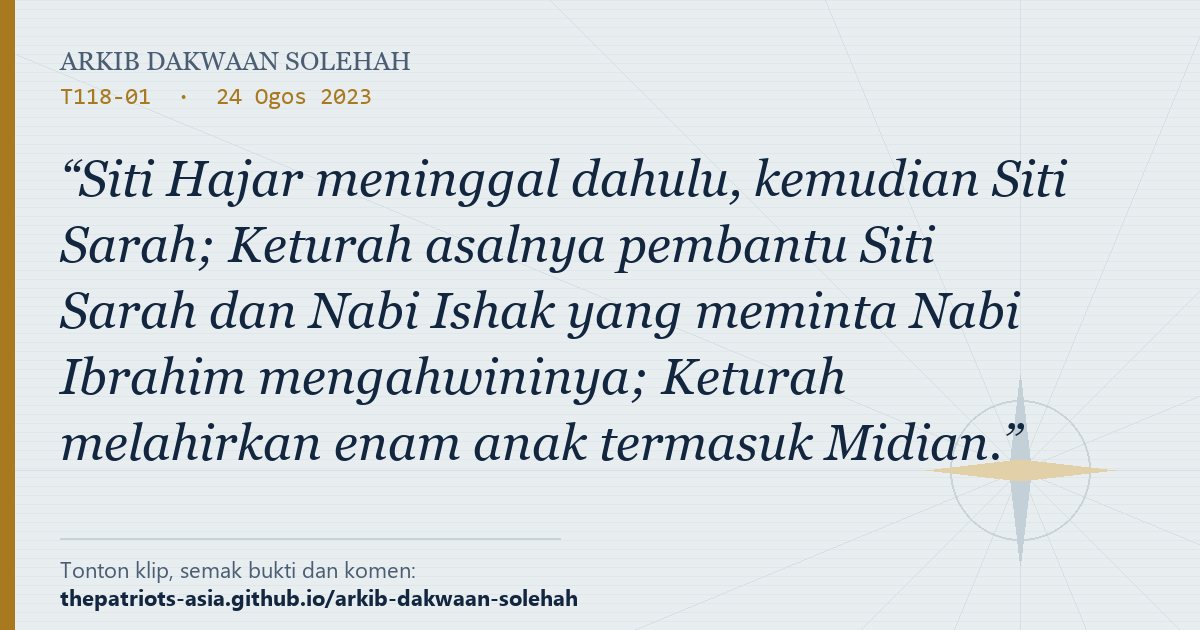 ARKIB DAKWAAN SOLEHAH
T118-01 · 24 Ogos 2023
“Siti Hajar meninggal dahulu, kemudian Siti
Sarah; Keturah asalnya pembantu Siti
Sarah dan Nabi Ishak yang meminta Nabi
Ibrahim mengahwininya; Keturah
melahirkan enam anak termasuk Midian.”
Tonton klip, semak bukti dan komen:
thepatriots-asia.github.io/arkib-dakwaan-solehah